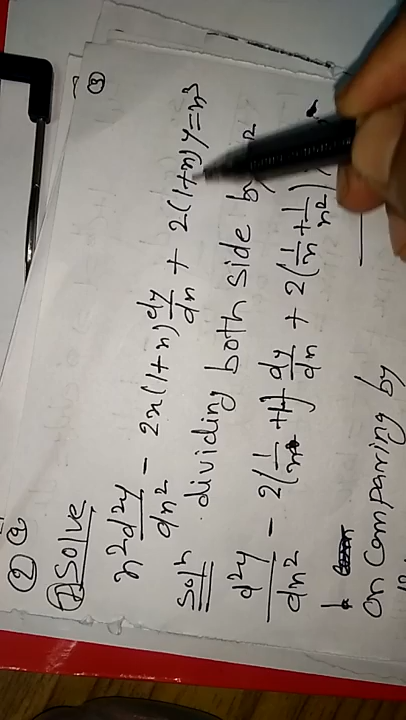 ② Q
① Solve
x²d²y/dx² - 2x(1+x)dy/dx + 2(1+x)y=x³
Solⁿ. dividing both side by x²
d²y/dx² - 2(1/x +1)dy/dx + 2(1/x + 1/x²)
on comparing by